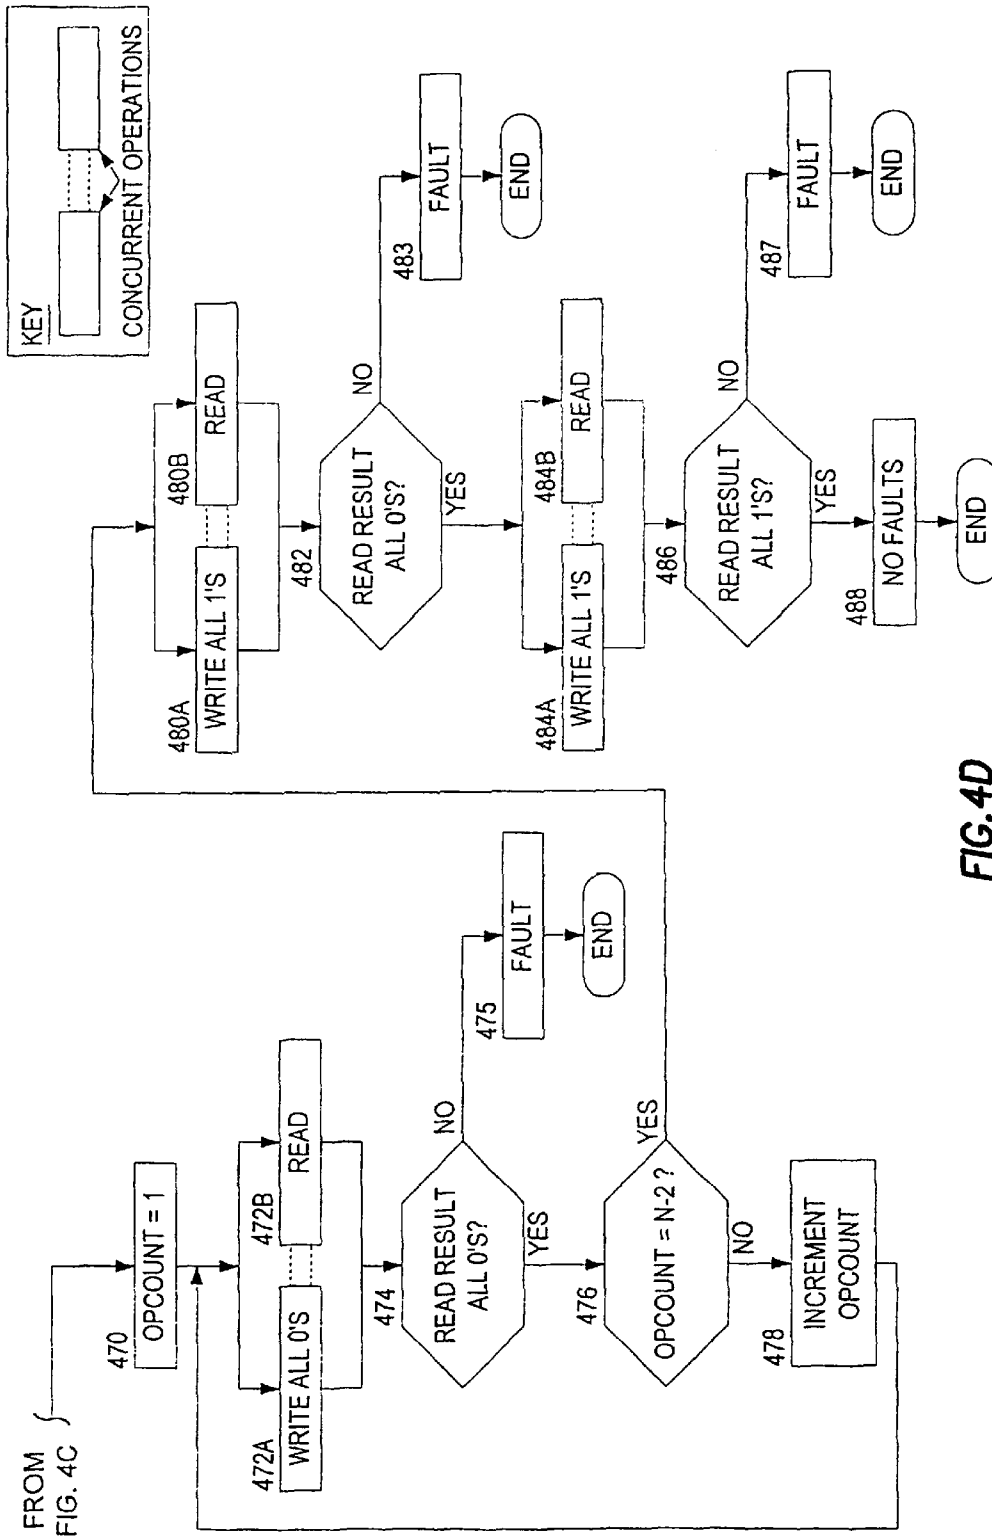 FROM
FIG. 4C
470
OPCOUNT = 1
472A
WRITE ALL 0'S
472B
READ
474
READ RESULT
ALL 0'S?
NO
475
FAULT
END
YES
476
OPCOUNT = N-2 ?
YES
NO
478
INCREMENT
OPCOUNT
KEY
CONCURRENT OPERATIONS
480A
WRITE ALL 1'S
480B
READ
482
READ RESULT
ALL 0'S?
NO
483
FAULT
END
YES
484A
WRITE ALL 1'S
484B
READ
486
READ RESULT
ALL 1'S?
NO
487
FAULT
END
YES
488
NO FAULTS
END
FIG. 4D